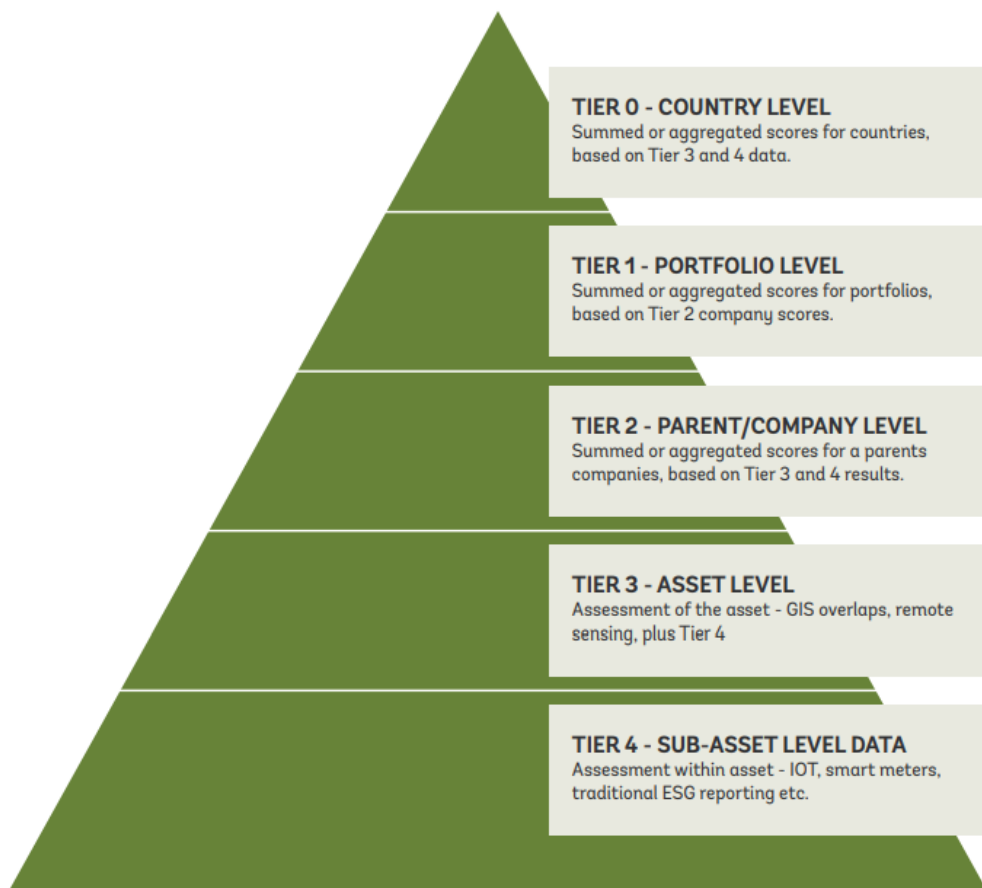 TIER 0 - COUNTRY LEVEL
Summed or aggregated scores for countries,
based on Tier 3 and 4 data.
TIER 1 - PORTFOLIO LEVEL
Summed or aggregated scores for portfolios,
based on Tier 2 company scores.
TIER 2 - PARENT/COMPANY LEVEL
Summed or aggregated scores for a parents
companies, based on Tier 3 and 4 results.
TIER 3 - ASSET LEVEL
Assessment of the asset - GIS overlaps, remote
sensing, plus Tier 4
TIER 4 - SUB-ASSET LEVEL DATA
Assessment within asset - IOT, smart meters,
traditional ESG reporting etc.